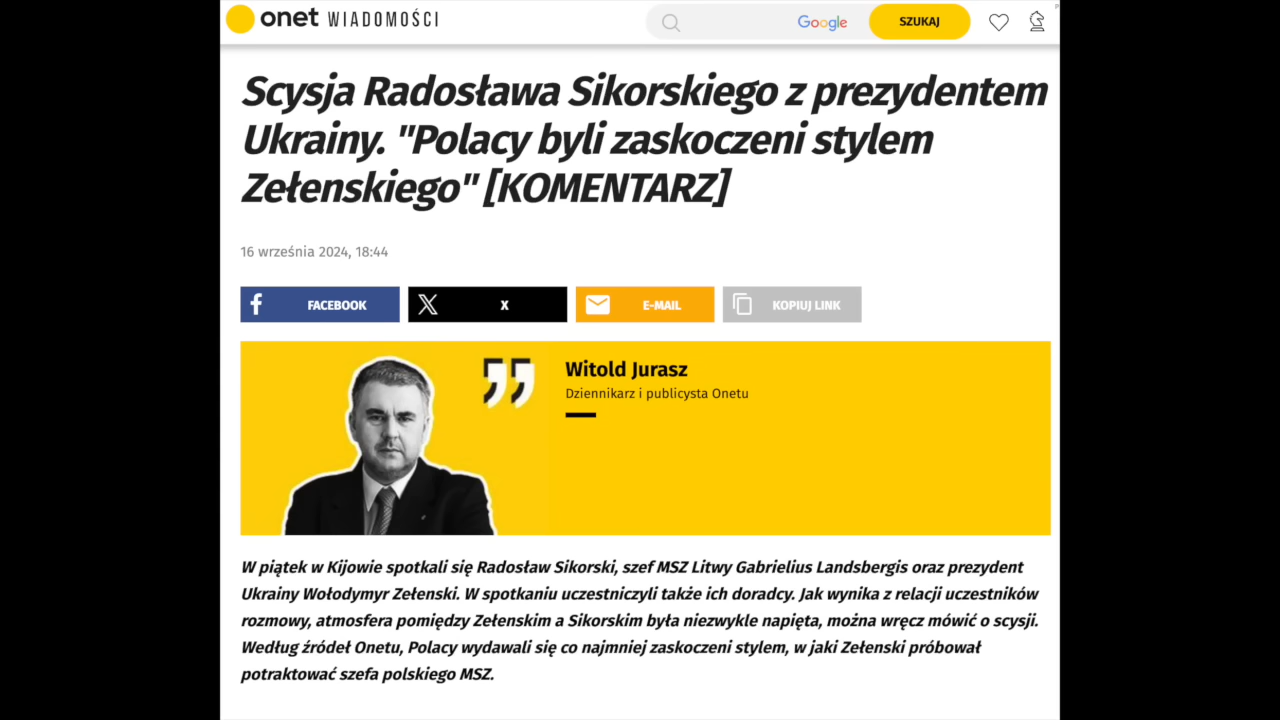 onet WIADOMOŚCI
Google
SZUKAJ
Scysja Radosława Sikorskiego z prezydentem
Ukrainy. "Polacy byli zaskoczeni stylem
Zełenskiego" [KOMENTARZ]
16 września 2024, 18:44
FACEBOOK
X
E-MAIL
KOPIUJ LINK
Witold Jurasz
Dziennikarz i publicysta Onetu
W piątek w Kijowie spotkali się Radosław Sikorski, szef MSZ Litwy Gabrielius Landsbergis oraz prezydent
Ukrainy Wołodymyr Zełenski. W spotkaniu uczestniczyli także ich doradcy. Jak wynika z relacji uczestników
rozmowy, atmosfera pomiędzy Zełenskim a Sikorskim była niezwykle napięta, można wręcz mówić o scysji.
Według źródeł Onetu, Polacy wydawali się co najmniej zaskoczeni stylem, w jaki Zełenski próbował
potraktować szefa polskiego MSZ.